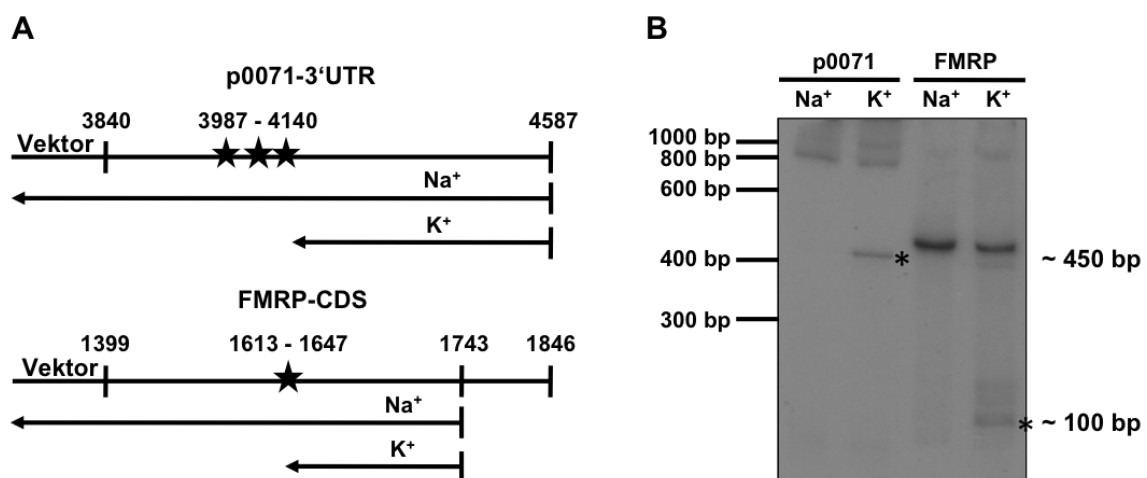 A
p0071-3‘UTR
3840 3987 - 4140 4587
Vektor
Na+
K+
FMRP-CDS
1399 1613 - 1647 1743 1846
Vektor
Na+
K+
B
p0071 FMRP
Na+ K+ Na+ K+
1000 bp
800 bp
600 bp
400 bp
300 bp
*
~ 450 bp
* ~ 100 bp